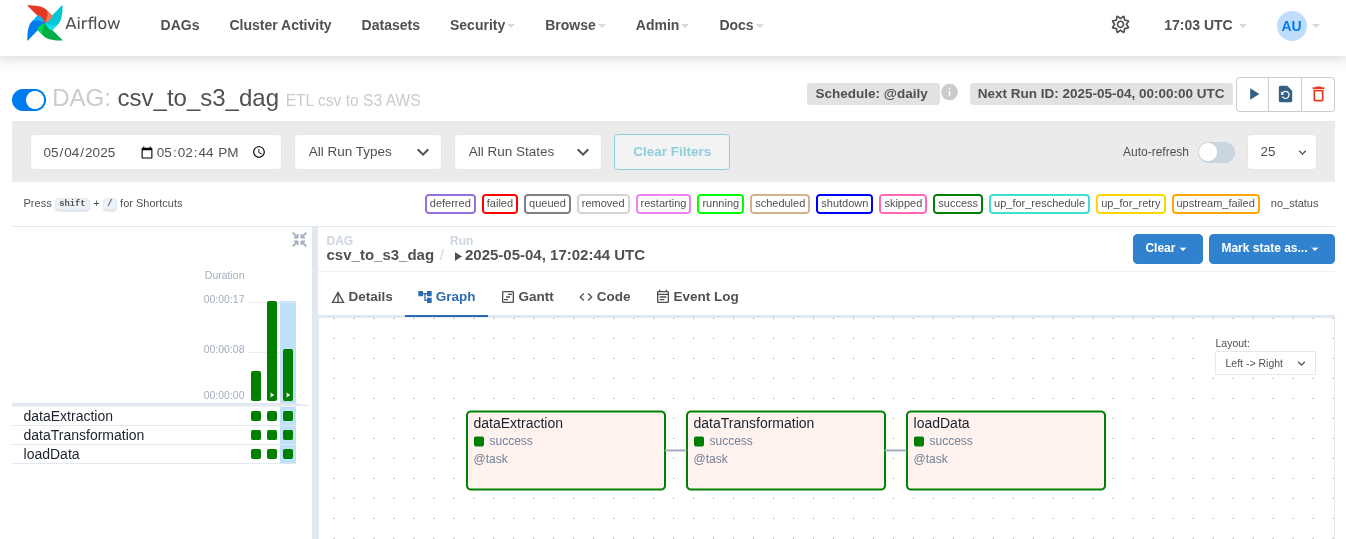 Airflow DAGs Cluster Activity Datasets Security Browse Admin Docs 17:03 UTC AU
DAG: csv_to_s3_dag ETL csv to S3 AWS Schedule: @daily i Next Run ID: 2025-05-04, 00:00:00 UTC
05/04/2025 05:02:44 PM All Run Types All Run States Clear Filters Auto-refresh 25
Press shift + / for Shortcuts deferred failed queued removed restarting running scheduled shutdown skipped success up_for_reschedule up_for_retry upstream_failed no_status
DAG Run
csv_to_s3_dag / 2025-05-04, 17:02:44 UTC Clear Mark state as...
Duration
00:00:17
00:00:08
00:00:00
dataExtraction
dataTransformation
loadData
Details Graph Gantt Code Event Log
Layout:
Left -> Right
dataExtraction
success
@task
dataTransformation
success
@task
loadData
success
@task